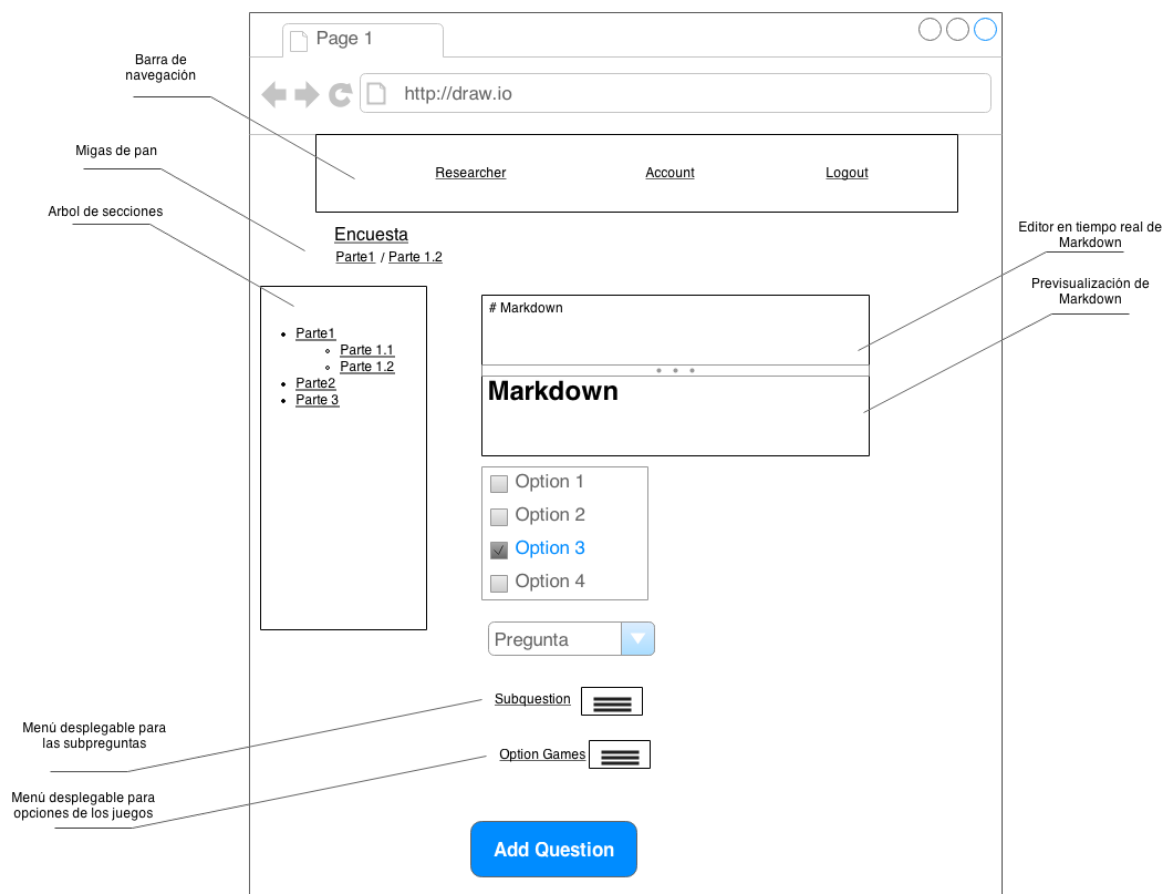 Page 1
http://draw.io
Barra de
navegación
Migas de pan
Arbol de secciones
Researcher
Account
Logout
Encuesta
Parte1 / Parte 1.2
Editor en tiempo real de
Markdown
Previsualización de
Markdown
Parte1
Parte 1.1
Parte 1.2
Parte2
Parte 3
# Markdown
Markdown
Option 1
Option 2
Option 3
Option 4
Pregunta
Subquestion
Option Games
Menú desplegable para
las subpreguntas
Menú desplegable para
opciones de los juegos
Add Question